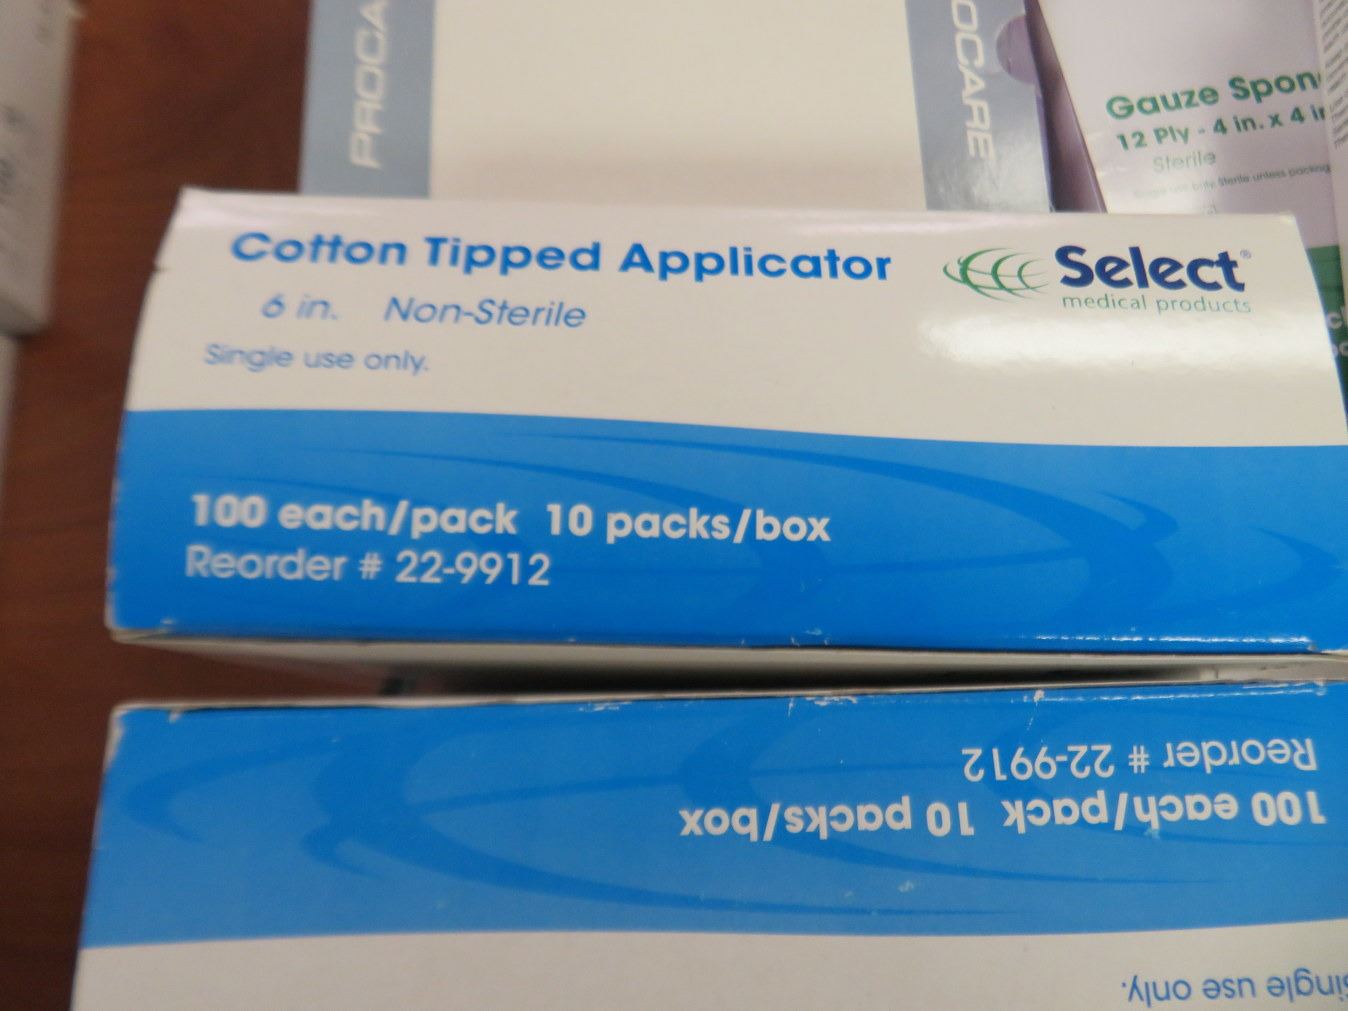 PROCA
OCARE
Gauze Spon
12 Ply - 4 in. x 4 in
Sterile
Cotton Tipped Applicator
6 in. Non-Sterile
Single use only.
Select®
medical products
100 each/pack 10 packs/box
Reorder # 22-9912
Reorder # 22-9912
100 each/pack 10 packs/box
Single use only.